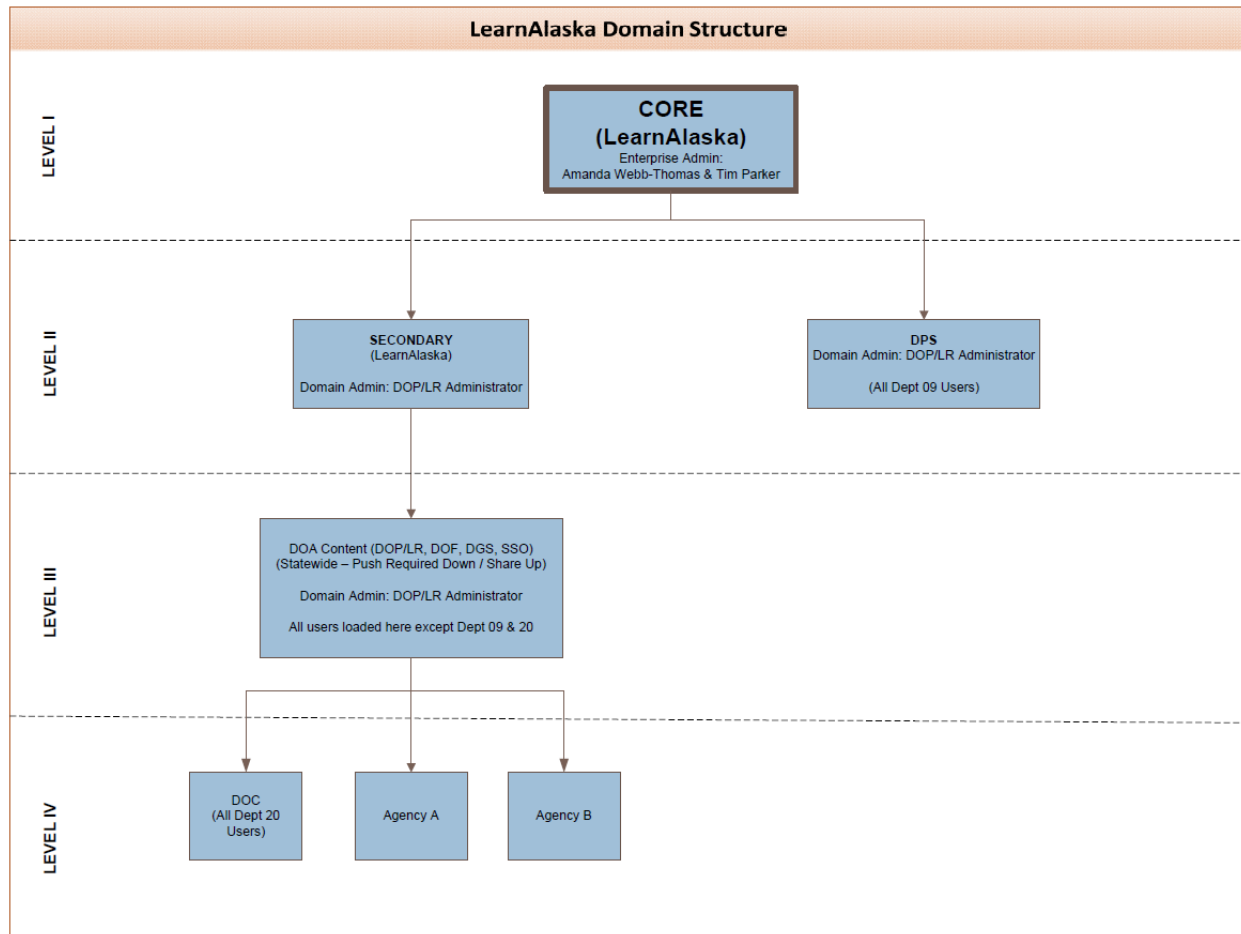 LearnAlaska Domain Structure
LEVEL I
CORE
(LearnAlaska)
Enterprise Admin:
Amanda Webb-Thomas & Tim Parker
LEVEL II
SECONDARY
(LearnAlaska)
Domain Admin: DOP/LR Administrator
DPS
Domain Admin: DOP/LR Administrator
(All Dept 09 Users)
LEVEL III
DOA Content (DOP/LR, DOF, DGS, SSO)
(Statewide – Push Required Down / Share Up)
Domain Admin: DOP/LR Administrator
All users loaded here except Dept 09 & 20
LEVEL IV
DOC
(All Dept 20
Users)
Agency A
Agency B